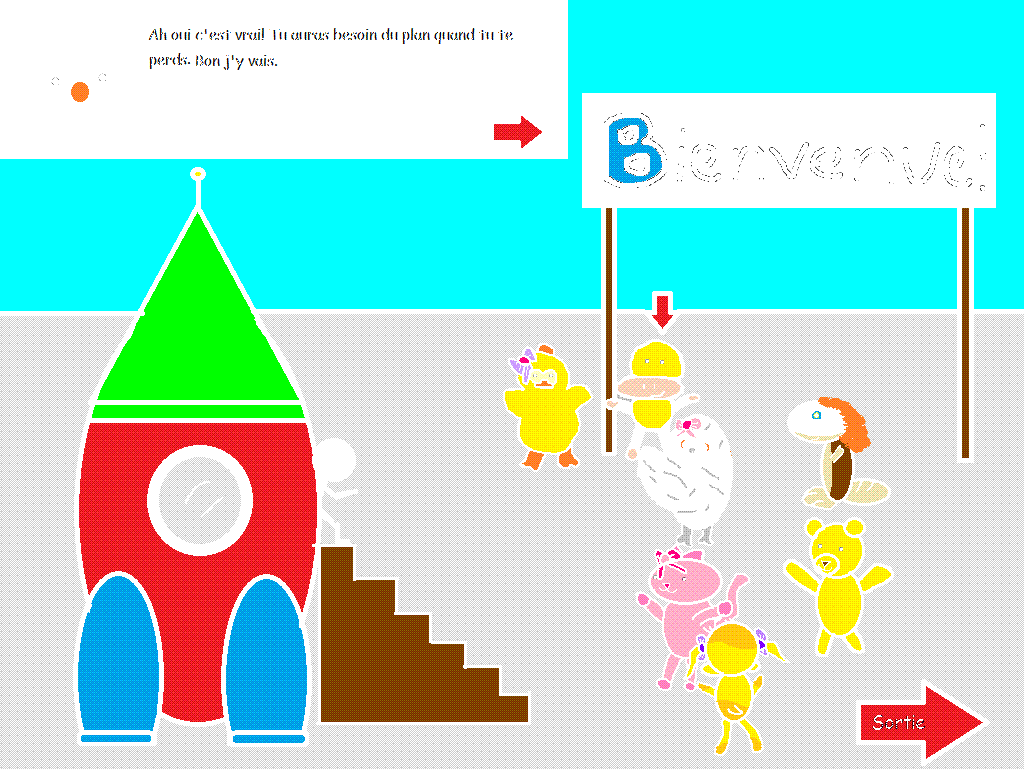 Ah oui c'est vrai! Tu auras besoin du plan quand tu te
perds. Bon j'y vais.
Bienvenue!
Sortie